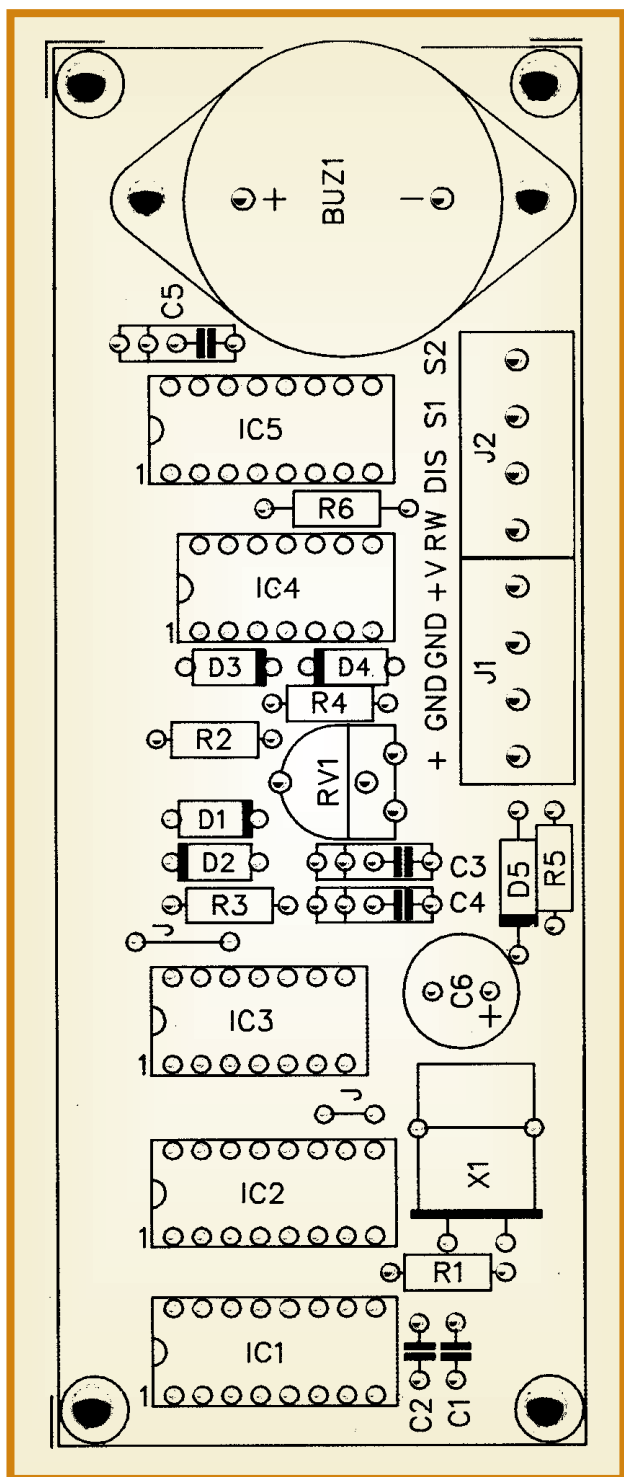 BUZ1
+
−
C5
S2
S1
DIS
RW
+V
GND
GND
+
J2
J1
IC5
1
R6
IC4
1
D3
D4
R4
R2
RV1
D1
D2
C3
C4
R3
J
D5
R5
C6
+
IC3
1
J
X1
IC2
1
R1
IC1
1
C2
C1